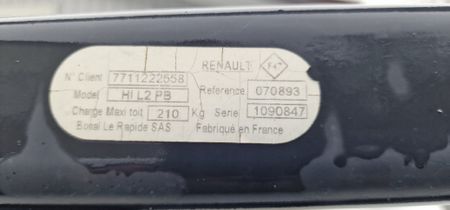 RENAULT F+
N° Client 7711222558
Model HI L2 PB Reference 070893
Charge Maxi toit 210 Kg Serie 1090847
Bosal Le Rapide SAS Fabriqué en France